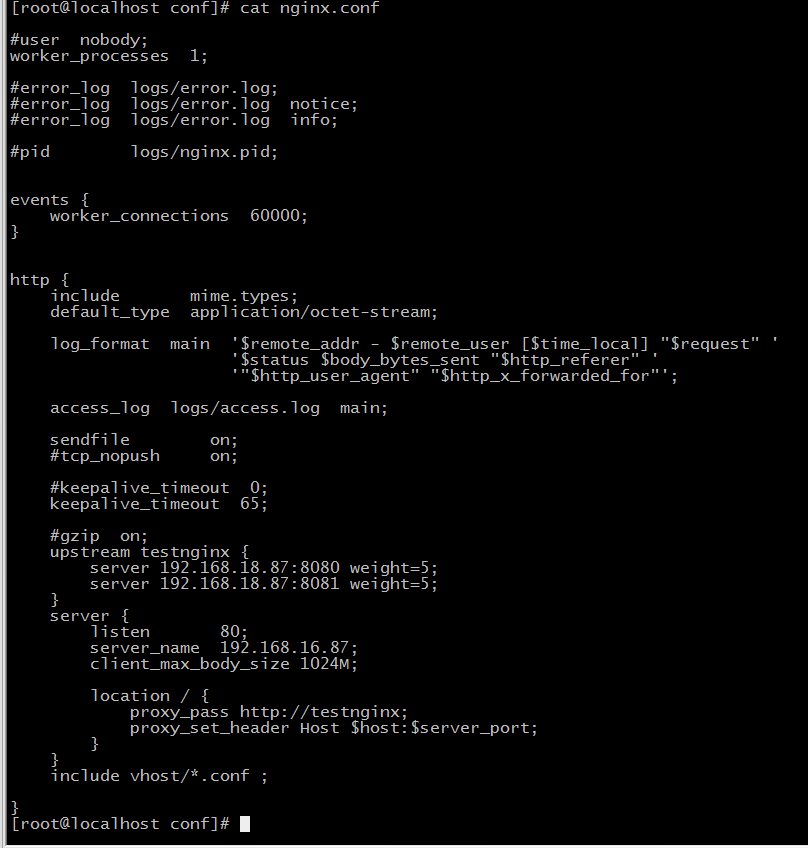 [root@localhost conf]# cat nginx.conf
#user  nobody;
worker_processes  1;
#error_log  logs/error.log;
#error_log  logs/error.log  notice;
#error_log  logs/error.log  info;
#pid        logs/nginx.pid;
events {
    worker_connections  60000;
}
http {
    include       mime.types;
    default_type  application/octet-stream;
    log_format  main  '$remote_addr - $remote_user [$time_local] "$request" '
                      '$status $body_bytes_sent "$http_referer" '
                      '"$http_user_agent" "$http_x_forwarded_for"';
    access_log  logs/access.log  main;
    sendfile        on;
    #tcp_nopush     on;
    #keepalive_timeout  0;
    keepalive_timeout  65;
    #gzip  on;
    upstream testnginx {
        server 192.168.18.87:8080 weight=5;
        server 192.168.18.87:8081 weight=5;
    }
    server {
        listen       80;
        server_name  192.168.16.87;
        client_max_body_size 1024M;
        location / {
            proxy_pass http://testnginx;
            proxy_set_header Host $host:$server_port;
        }
    }
    include vhost/*.conf ;
}
[root@localhost conf]#